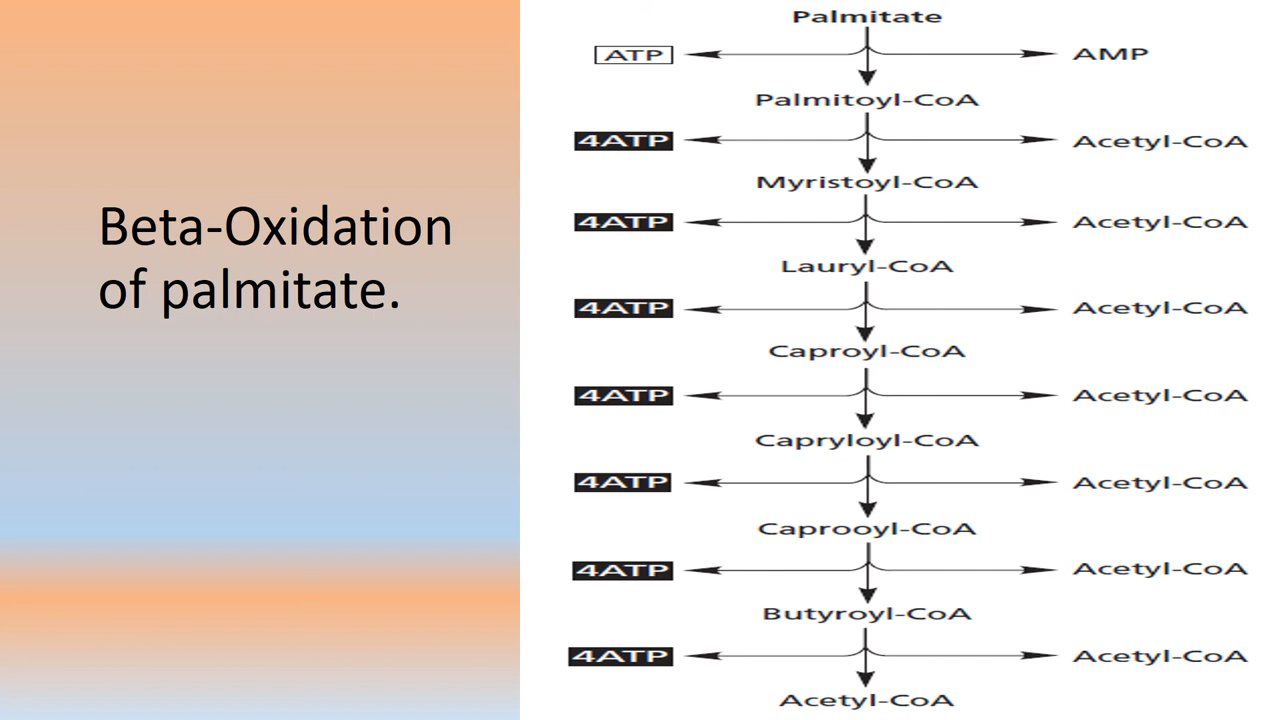 Beta-Oxidation
of palmitate.
Palmitate
ATP AMP
Palmitoyl-CoA
4ATP Acetyl-CoA
Myristoyl-CoA
4ATP Acetyl-CoA
Lauryl-CoA
4ATP Acetyl-CoA
Caproyl-CoA
4ATP Acetyl-CoA
Capryloyl-CoA
4ATP Acetyl-CoA
Caprooyl-CoA
4ATP Acetyl-CoA
Butyroyl-CoA
4ATP Acetyl-CoA
Acetyl-CoA